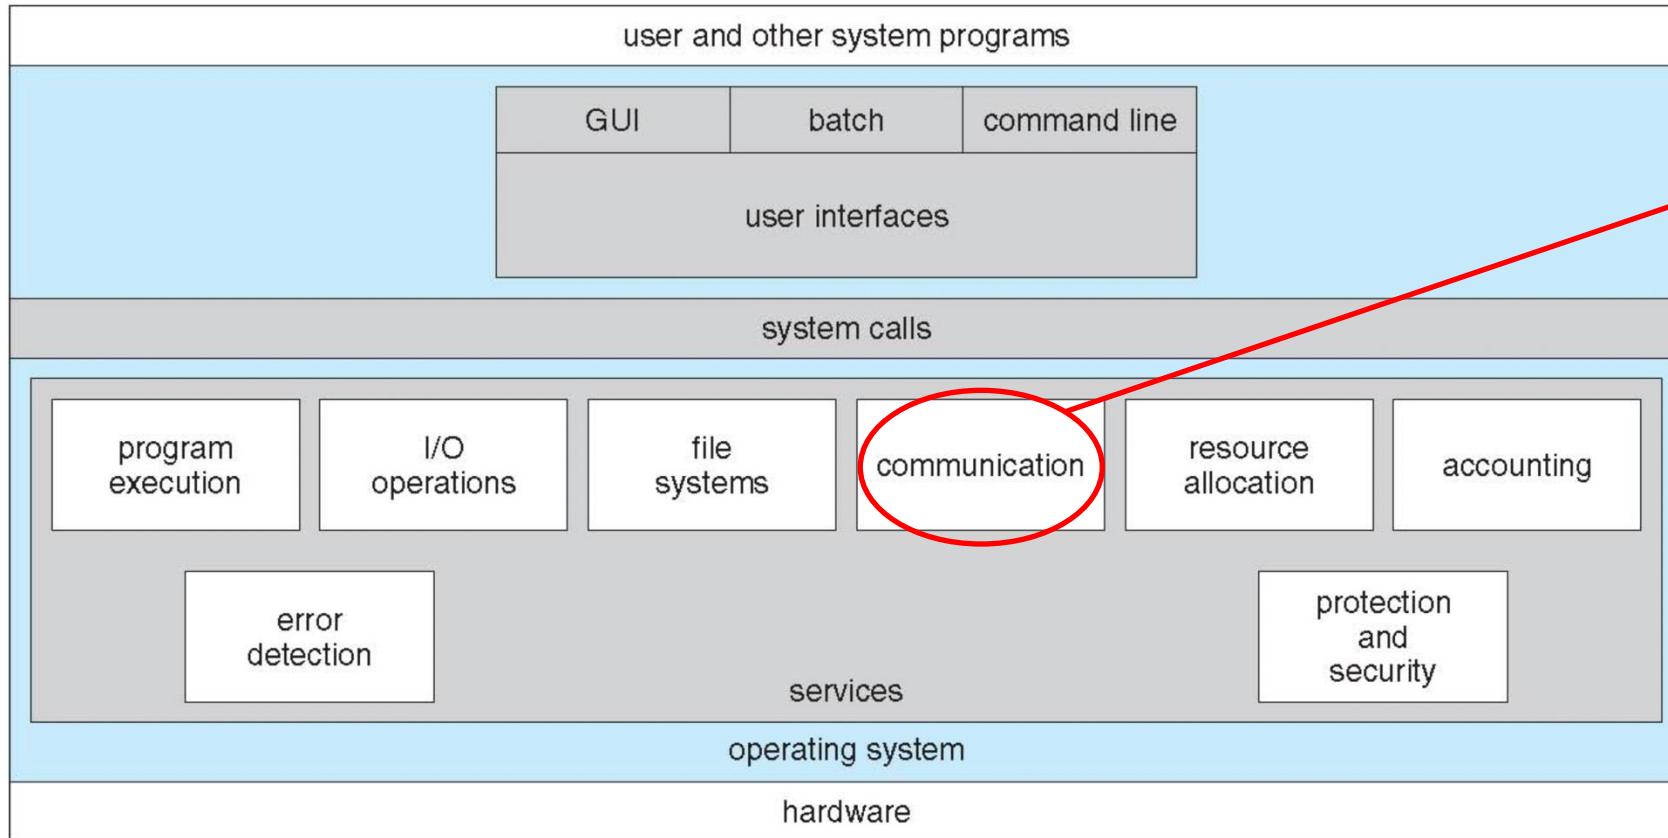 user and other system programs
GUI
batch
command line
user interfaces
system calls
program
execution
I/O
operations
file
systems
communication
resource
allocation
accounting
error
detection
protection
and
security
services
operating system
hardware